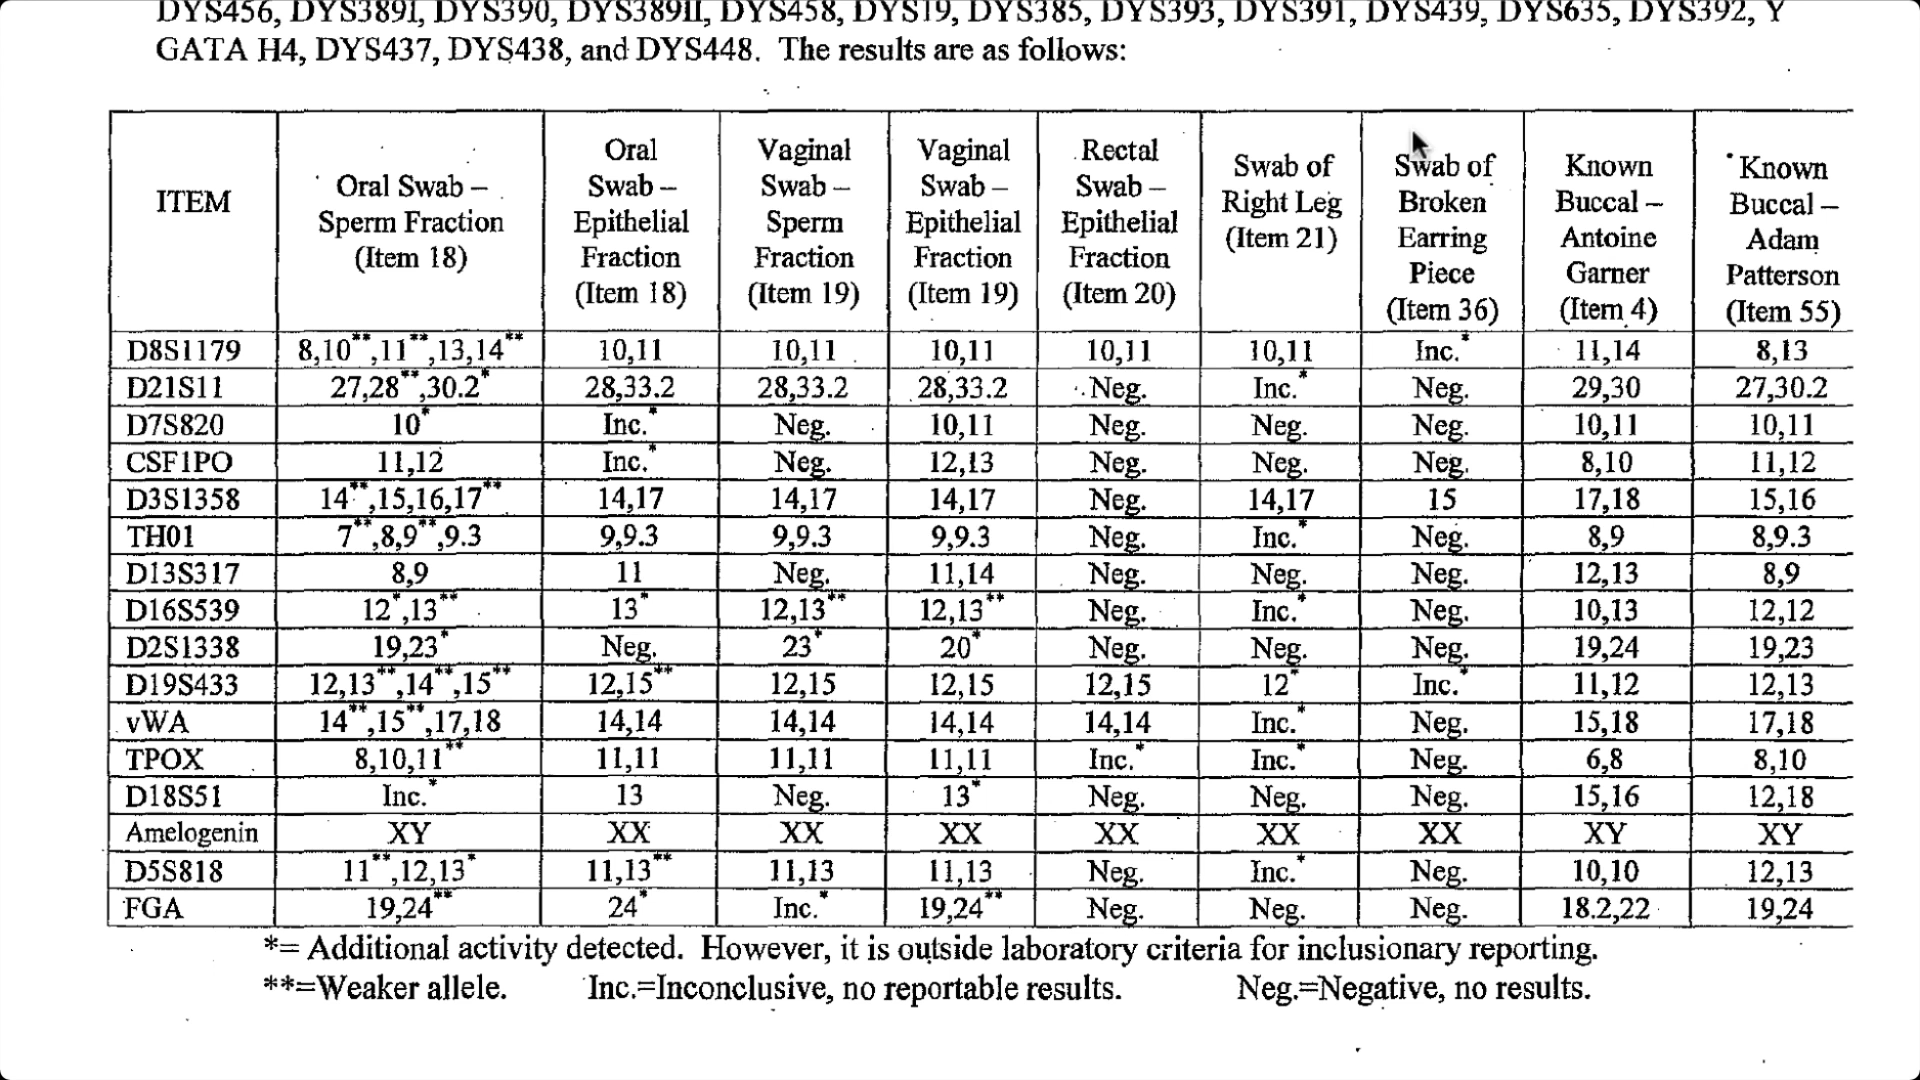 DYS456, DYS389I, DYS390, DYS389II, DYS458, DYS19, DYS385, DYS393, DYS391, DYS439, DYS635, DYS392, Y
GATA H4, DYS437, DYS438, and DYS448. The results are as follows:
ITEM | Oral Swab – Sperm Fraction (Item 18) | Oral Swab – Epithelial Fraction (Item 18) | Vaginal Swab – Sperm Fraction (Item 19) | Vaginal Swab – Epithelial Fraction (Item 19) | Rectal Swab – Epithelial Fraction (Item 20) | Swab of Right Leg (Item 21) | Swab of Broken Earring Piece (Item 36) | Known Buccal – Antoine Garner (Item 4) | Known Buccal – Adam Patterson (Item 55)
D8S1179 | 8,10**,11**,13,14** | 10,11 | 10,11 | 10,11 | 10,11 | 10,11 | Inc.* | 11,14 | 8,13
D21S11 | 27,28**,30.2* | 28,33.2 | 28,33.2 | 28,33.2 | Neg. | Inc.* | Neg. | 29,30 | 27,30.2
D7S820 | 10* | Inc.* | Neg. | 10,11 | Neg. | Neg. | Neg. | 10,11 | 10,11
CSF1PO | 11,12 | Inc.* | Neg. | 12,13 | Neg. | Neg. | Neg. | 8,10 | 11,12
D3S1358 | 14**,15,16,17** | 14,17 | 14,17 | 14,17 | Neg. | 14,17 | 15 | 17,18 | 15,16
TH01 | 7**,8,9**,9.3 | 9,9.3 | 9,9.3 | 9,9.3 | Neg. | Inc.* | Neg. | 8,9 | 8,9.3
D13S317 | 8,9 | 11 | Neg. | 11,14 | Neg. | Neg. | Neg. | 12,13 | 8,9
D16S539 | 12*,13** | 13* | 12,13** | 12,13** | Neg. | Inc.* | Neg. | 10,13 | 12,12
D2S1338 | 19,23* | Neg. | 23* | 20* | Neg. | Neg. | Neg. | 19,24 | 19,23
D19S433 | 12,13**,14**,15** | 12,15** | 12,15 | 12,15 | 12,15 | 12* | Inc.* | 11,12 | 12,13
vWA | 14**,15**,17,18 | 14,14 | 14,14 | 14,14 | 14,14 | Inc.* | Neg. | 15,18 | 17,18
TPOX | 8,10,11** | 11,11 | 11,11 | 11,11 | Inc.* | Inc.* | Neg. | 6,8 | 8,10
D18S51 | Inc.* | 13 | Neg. | 13* | Neg. | Neg. | Neg. | 15,16 | 12,18
Amelogenin | XY | XX | XX | XX | XX | XX | XX | XY | XY
D5S818 | 11**,12,13* | 11,13** | 11,13 | 11,13 | Neg. | Inc.* | Neg. | 10,10 | 12,13
FGA | 19,24** | 24* | Inc.* | 19,24** | Neg. | Neg. | Neg. | 18.2,22 | 19,24
*= Additional activity detected. However, it is outside laboratory criteria for inclusionary reporting.
**=Weaker allele. Inc.=Inconclusive, no reportable results. Neg.=Negative, no results.